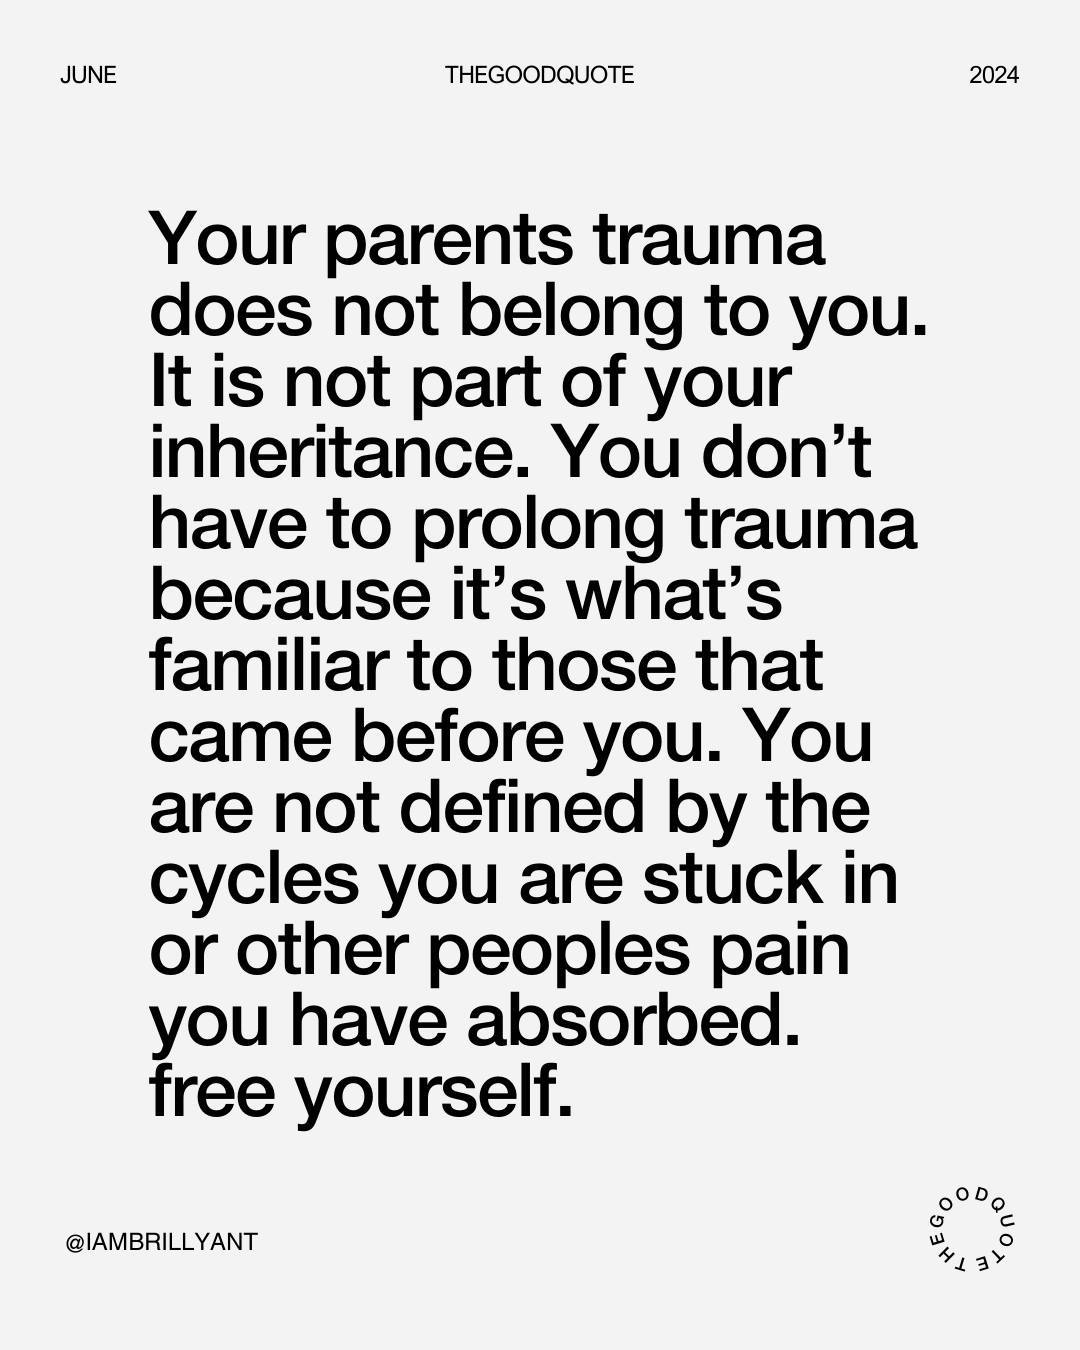 JUNE THEGOODQUOTE 2024
Your parents trauma
does not belong to you.
It is not part of your
inheritance. You don’t
have to prolong trauma
because it’s what’s
familiar to those that
came before you. You
are not defined by the
cycles you are stuck in
or other peoples pain
you have absorbed.
free yourself.
@IAMBRILLYANT
THEGOODQUOTE